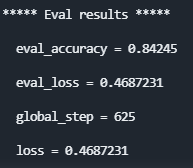 ***** Eval results *****
eval_accuracy = 0.84245
eval_loss = 0.4687231
global_step = 625
loss = 0.4687231